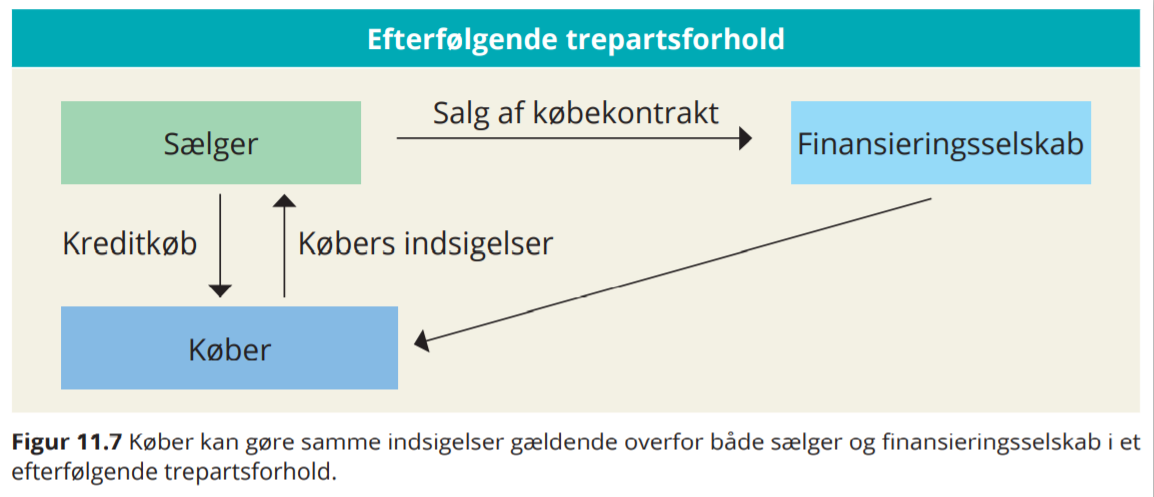 Efterfølgende trepartsforhold
Salg af købekontrakt
Sælger
Finansieringsselskab
Kreditkøb
Købers indsigelser
Køber
Figur 11.7 Køber kan gøre samme indsigelser gældende overfor både sælger og finansieringsselskab i et
efterfølgende trepartsforhold.